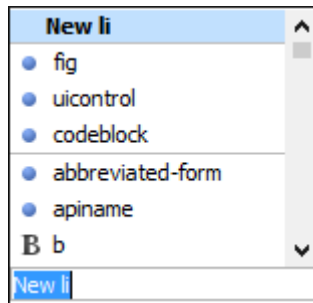 New li
fig
uicontrol
codeblock
abbreviated-form
apiname
B b
New li